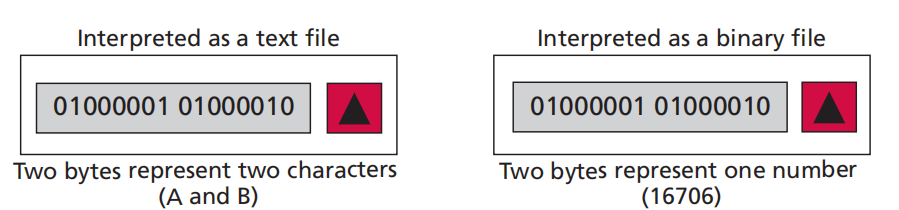 Interpreted as a text file
01000001 01000010
Two bytes represent two characters
(A and B)
Interpreted as a binary file
01000001 01000010
Two bytes represent one number
(16706)